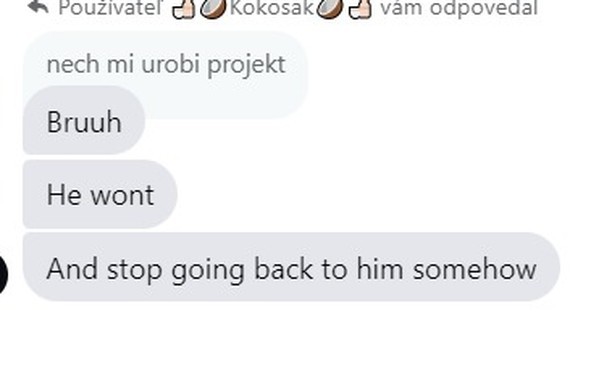 Používateľ 👍🏻🥥Kokosak🥥👍🏻 vám odpovedal
nech mi urobi projekt
Bruuh
He wont
And stop going back to him somehow